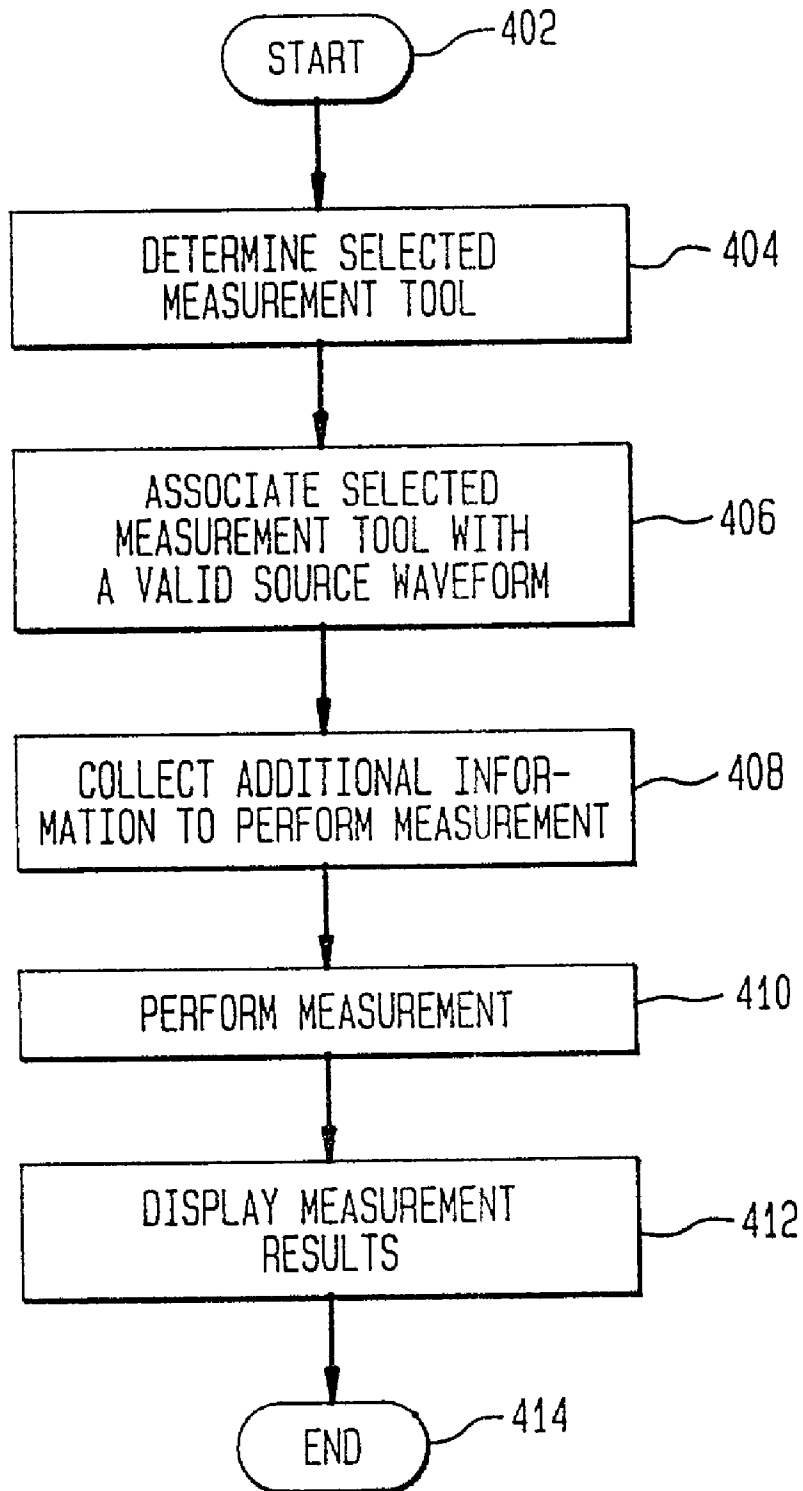 START
402
DETERMINE SELECTED
MEASUREMENT TOOL
404
ASSOCIATE SELECTED
MEASUREMENT TOOL WITH
A VALID SOURCE WAVEFORM
406
COLLECT ADDITIONAL INFOR-
MATION TO PERFORM MEASUREMENT
408
PERFORM MEASUREMENT
410
DISPLAY MEASUREMENT
RESULTS
412
END
414